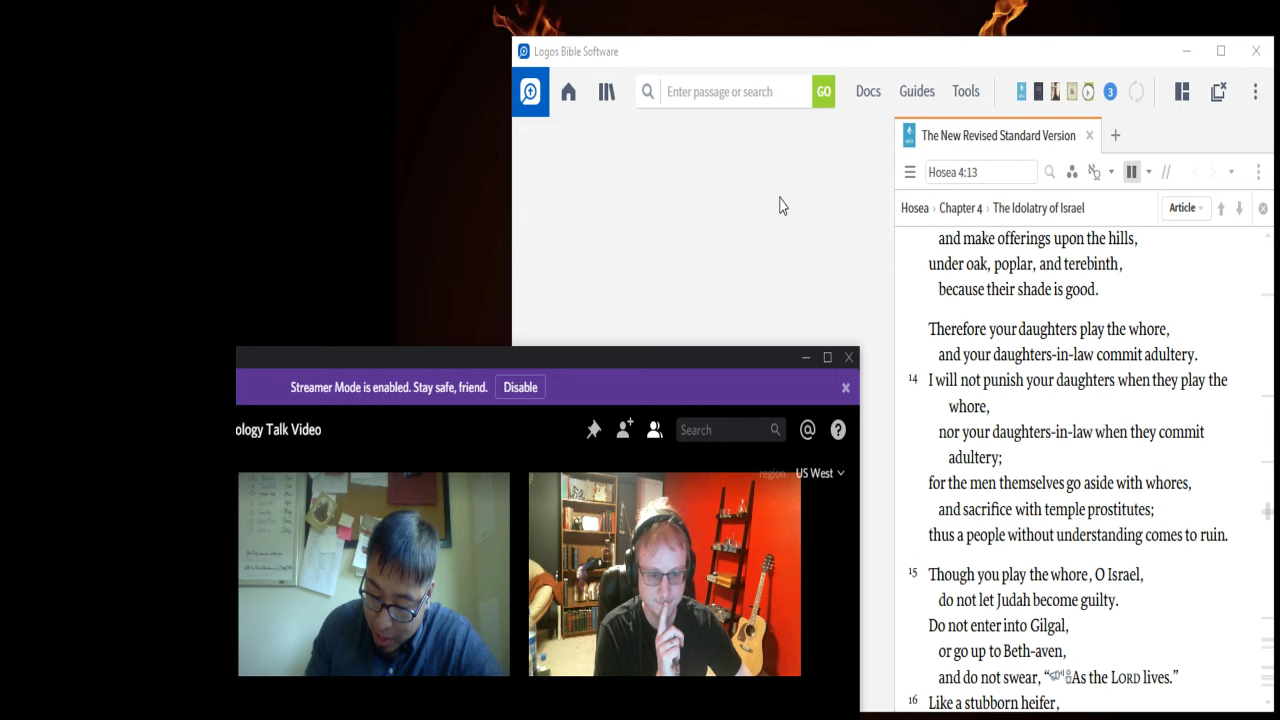 Logos Bible Software
Enter passage or search
GO
Docs
Guides
Tools
3
The New Revised Standard Version
Hosea 4:13
Hosea › Chapter 4 › The Idolatry of Israel
Article
and make offerings upon the hills,
under oak, poplar, and terebinth,
because their shade is good.
Therefore your daughters play the whore,
and your daughters-in-law commit adultery.
14 I will not punish your daughters when they play the
whore,
nor your daughters-in-law when they commit
adultery;
for the men themselves go aside with whores,
and sacrifice with temple prostitutes;
thus a people without understanding comes to ruin.
15 Though you play the whore, O Israel,
do not let Judah become guilty.
Do not enter into Gilgal,
or go up to Beth-aven,
and do not swear, “As the LORD lives.”
16 Like a stubborn heifer,
Streamer Mode is enabled. Stay safe, friend.
Disable
ology Talk Video
Search
region
US West